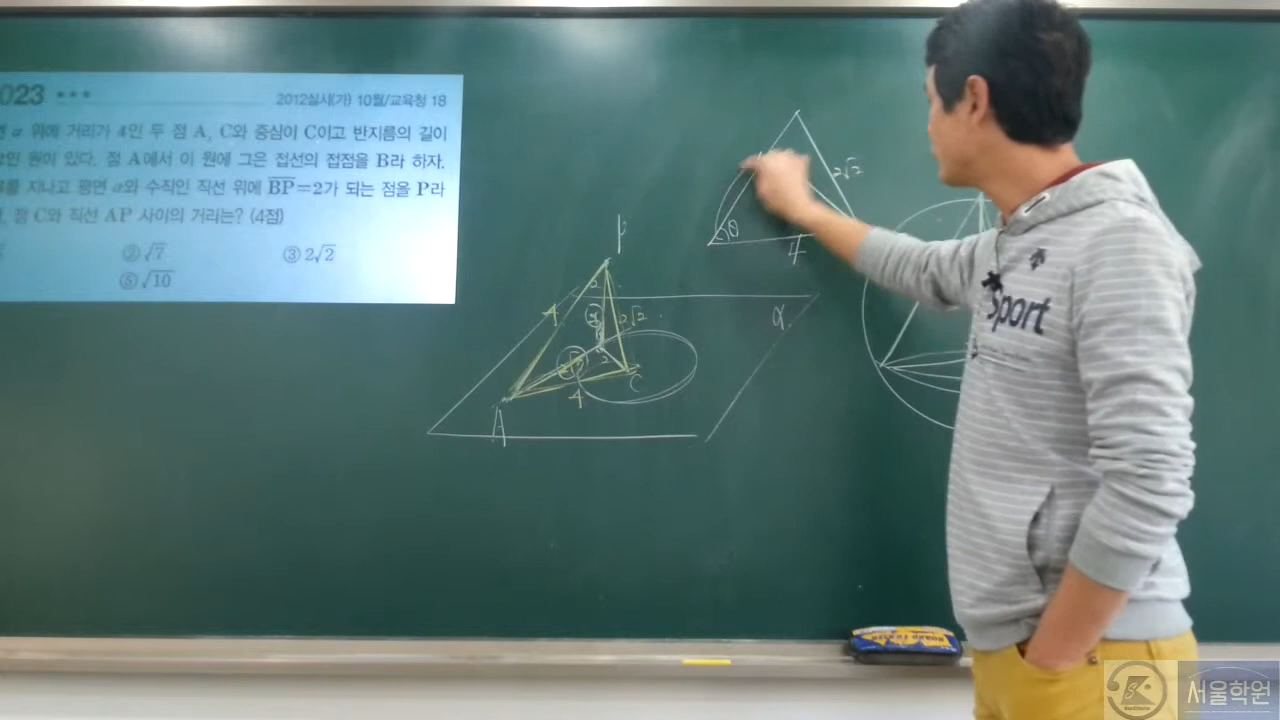 023 ***
2012실시(가) 10월/교육청 18
α 위에 거리가 4인 두 점 A, C와 중심이 C이고 반지름의 길이
인 원이 있다. 점 A에서 이 원에 그은 접선의 접점을 B라 하자.
를 지나고 평면 α와 수직인 직선 위에 BP=2가 되는 점을 P라
점 C와 직선 AP 사이의 거리는? (4점)
② √7
③ 2√2
⑤ √10
2√2
θ
4
P
2
4
2
2√2
α
2
C
4
A
Sport
서울학원